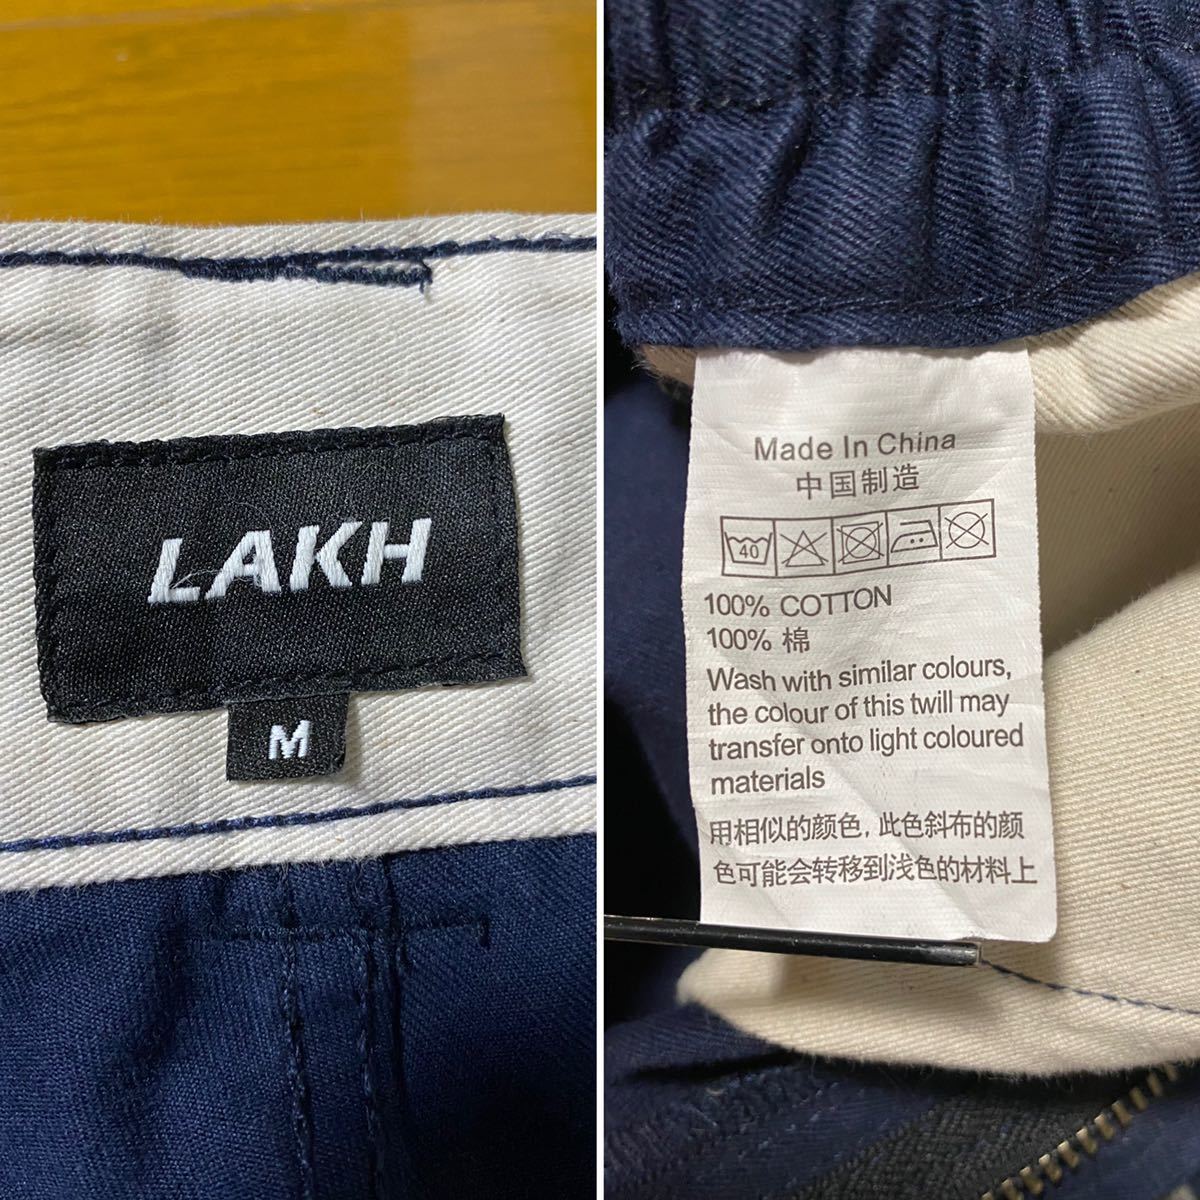 LAKH
M
Made In China
中国制造
40
100% COTTON
100% 棉
Wash with similar colours,
the colour of this twill may
transfer onto light coloured
materials
用相似的颜色，此色斜布的颜
色可能会转移到浅色的材料上